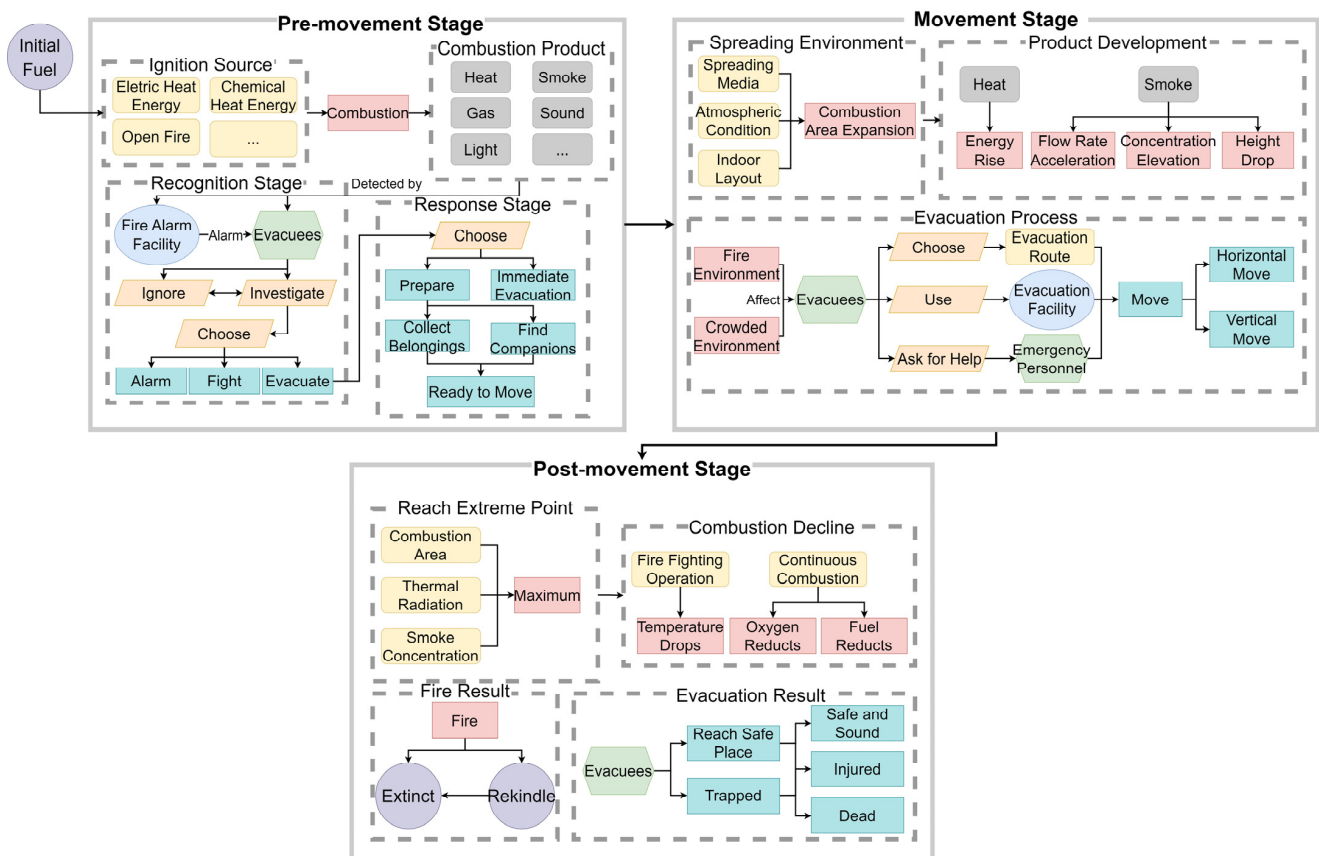 Pre-movement Stage
Initial
Fuel
Ignition Source
Eletric Heat
Energy
Chemical
Heat Energy
Open Fire
...
Combustion
Combustion Product
Heat
Smoke
Gas
Sound
Light
...
Detected by
Recognition Stage
Fire Alarm
Facility
Alarm
Evacuees
Ignore
Investigate
Choose
Alarm
Fight
Evacuate
Response Stage
Choose
Prepare
Immediate
Evacuation
Collect
Belongings
Find
Companions
Ready to Move
Movement Stage
Spreading Environment
Spreading
Media
Atmospheric
Condition
Indoor
Layout
Combustion
Area Expansion
Product Development
Heat
Smoke
Energy
Rise
Flow Rate
Acceleration
Concentration
Elevation
Height
Drop
Evacuation Process
Fire
Environment
Affect
Crowded
Environment
Evacuees
Choose
Evacuation
Route
Use
Evacuation
Facility
Ask for Help
Emergency
Personnel
Move
Horizontal
Move
Vertical
Move
Post-movement Stage
Reach Extreme Point
Combustion
Area
Thermal
Radiation
Smoke
Concentration
Maximum
Combustion Decline
Fire Fighting
Operation
Continuous
Combustion
Temperature
Drops
Oxygen
Reducts
Fuel
Reducts
Fire Result
Fire
Extinct
Rekindle
Evacuation Result
Evacuees
Reach Safe
Place
Trapped
Safe and
Sound
Injured
Dead